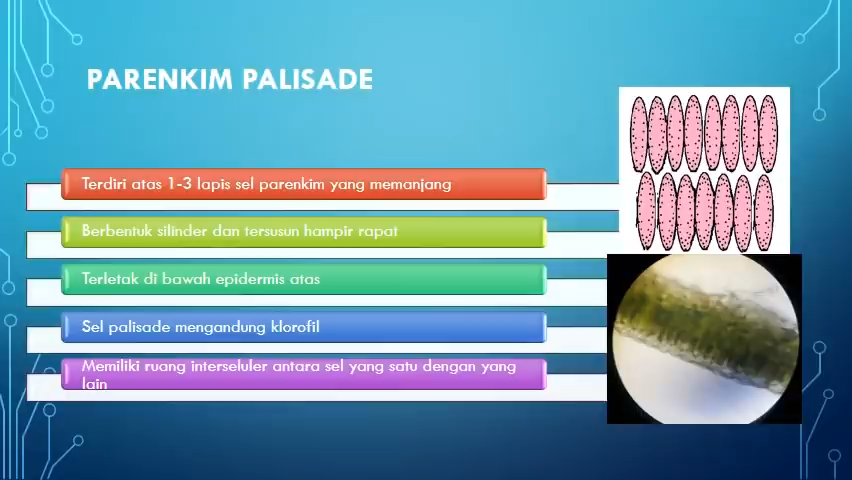 PARENKIM PALISADE
Terdiri atas 1-3 lapis sel parenkim yang memanjang
Berbentuk silinder dan tersusun hampir rapat
Terletak di bawah epidermis atas
Sel palisade mengandung klorofil
Memiliki ruang interseluler antara sel yang satu dengan yang
lain